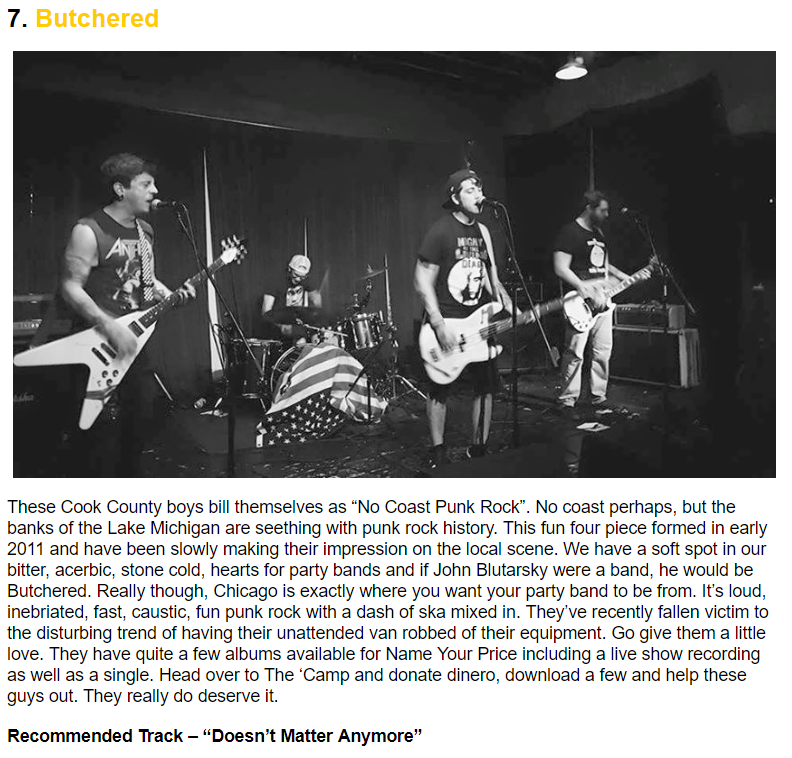 7. Butchered
ANTI
MIGHT
DEAD
These Cook County boys bill themselves as “No Coast Punk Rock”. No coast perhaps, but the
banks of the Lake Michigan are seething with punk rock history. This fun four piece formed in early
2011 and have been slowly making their impression on the local scene. We have a soft spot in our
bitter, acerbic, stone cold, hearts for party bands and if John Blutarsky were a band, he would be
Butchered. Really though, Chicago is exactly where you want your party band to be from. It’s loud,
inebriated, fast, caustic, fun punk rock with a dash of ska mixed in. They’ve recently fallen victim to
the disturbing trend of having their unattended van robbed of their equipment. Go give them a little
love. They have quite a few albums available for Name Your Price including a live show recording
as well as a single. Head over to The ‘Camp and donate dinero, download a few and help these
guys out. They really do deserve it.
Recommended Track – “Doesn’t Matter Anymore”